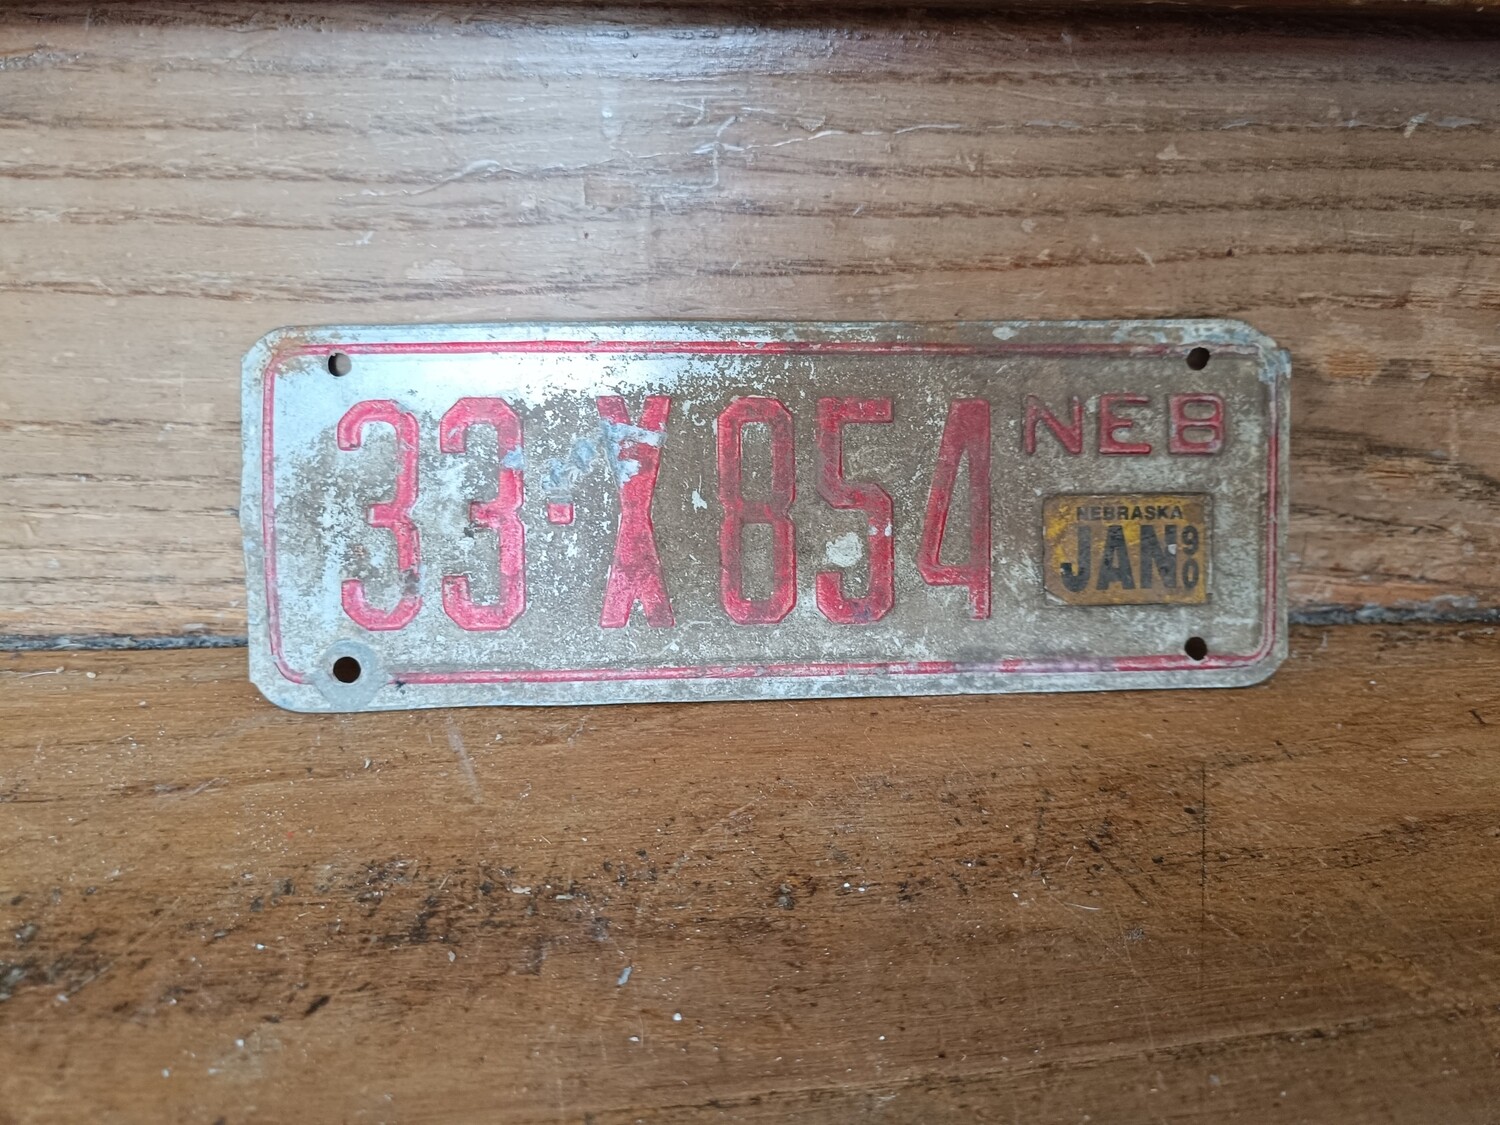 33-X854
NEB
NEBRASKA
JAN 90